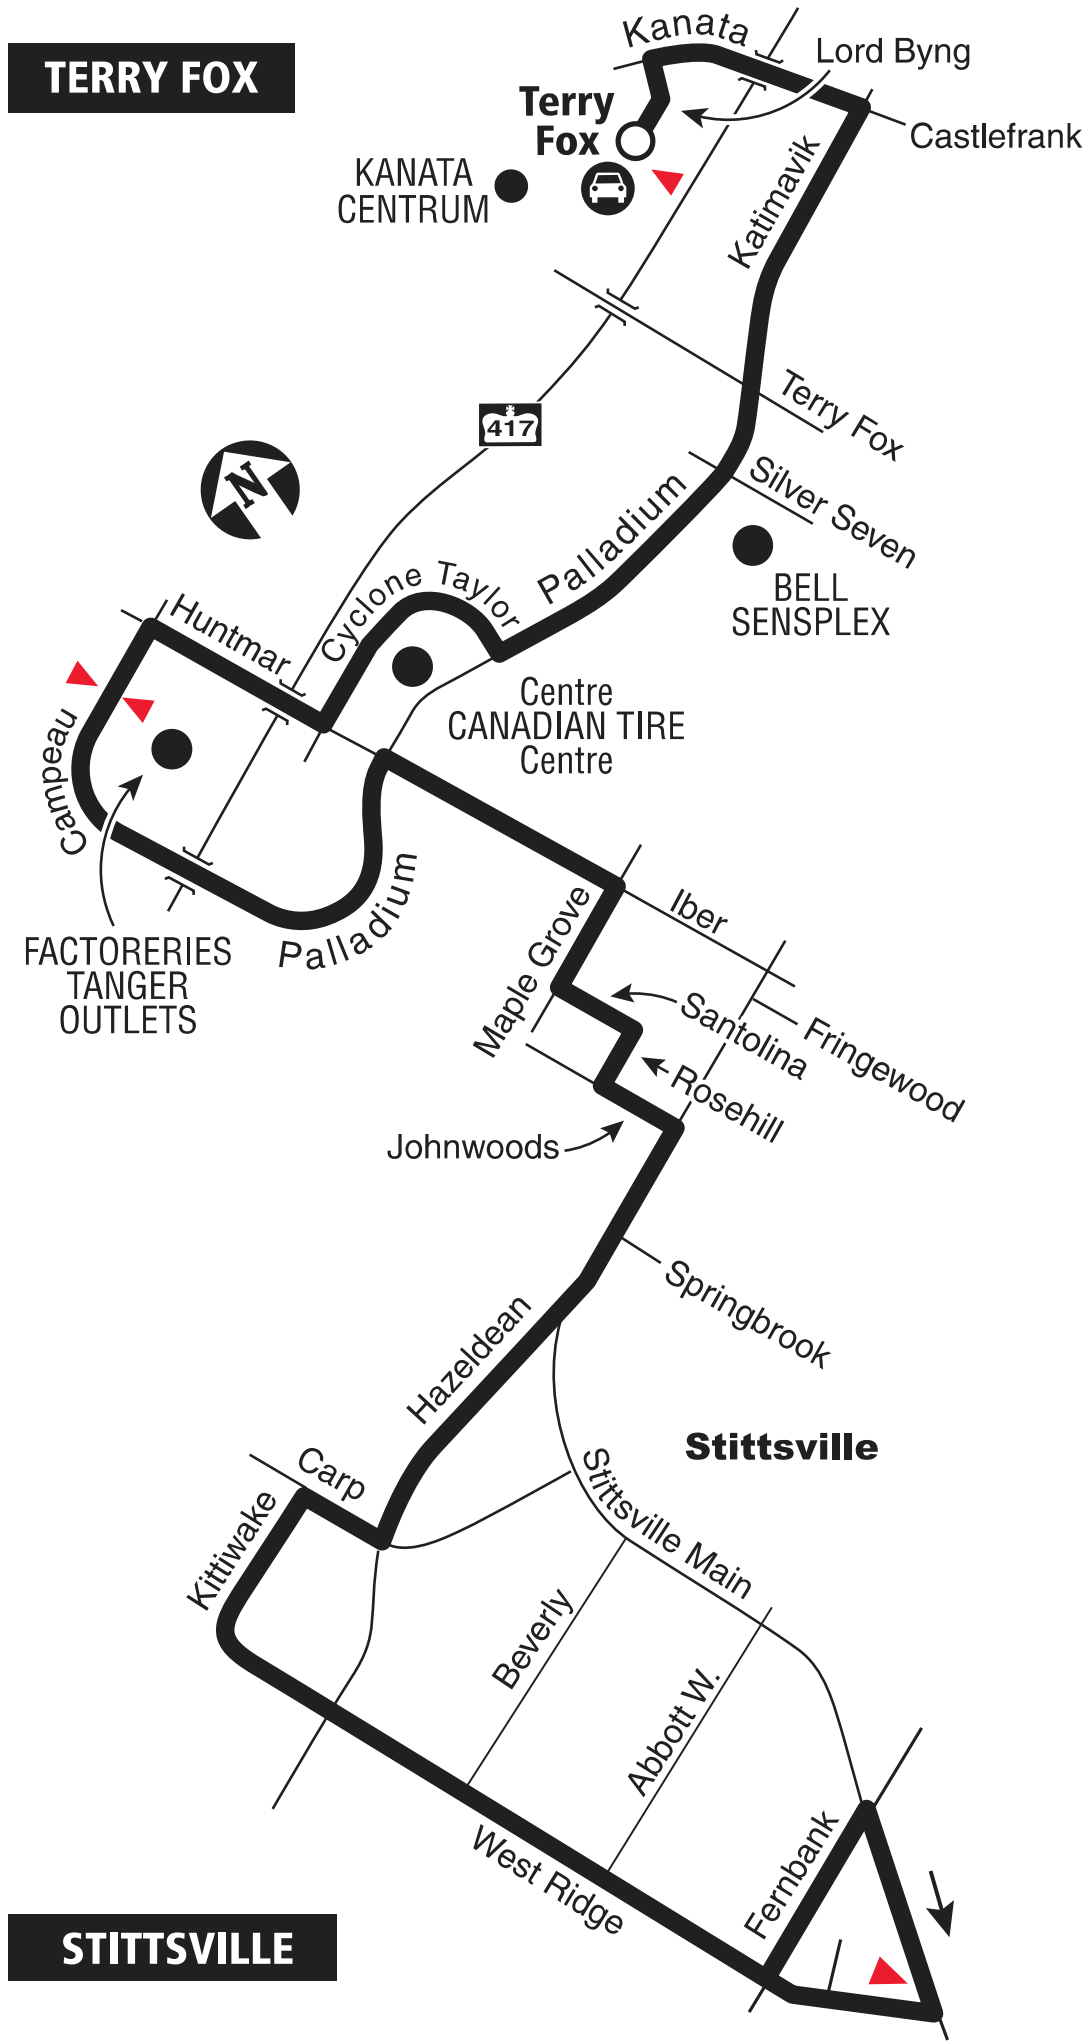 TERRY FOX
Kanata
Lord Byng
Terry
Fox
Castlefrank
KANATA
CENTRUM
Katimavik
Terry Fox
417
Silver Seven
N
Palladium
BELL
SENSPLEX
Cyclone Taylor
Huntmar
Centre
CANADIAN TIRE
Centre
Campeau
Palladium
Iber
Maple Grove
FACTORERIES
TANGER
OUTLETS
Santolina
Fringewood
Rosehill
Johnwoods
Springbrook
Hazeldean
Stittsville
Carp
Kittiwake
Stittsville Main
Beverly
Abbott W.
West Ridge
Fernbank
STITTSVILLE